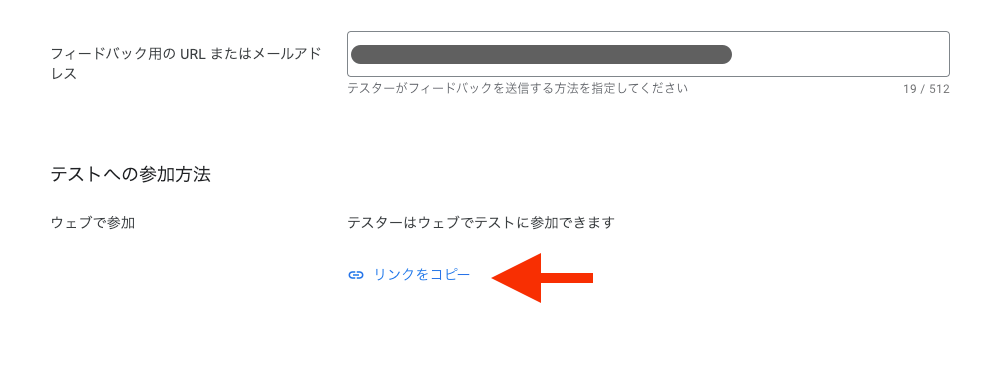 フィードバック用の URL またはメールアド
レス
テスターがフィードバックを送信する方法を指定してください
19 / 512
テストへの参加方法
ウェブで参加
テスターはウェブでテストに参加できます
リンクをコピー